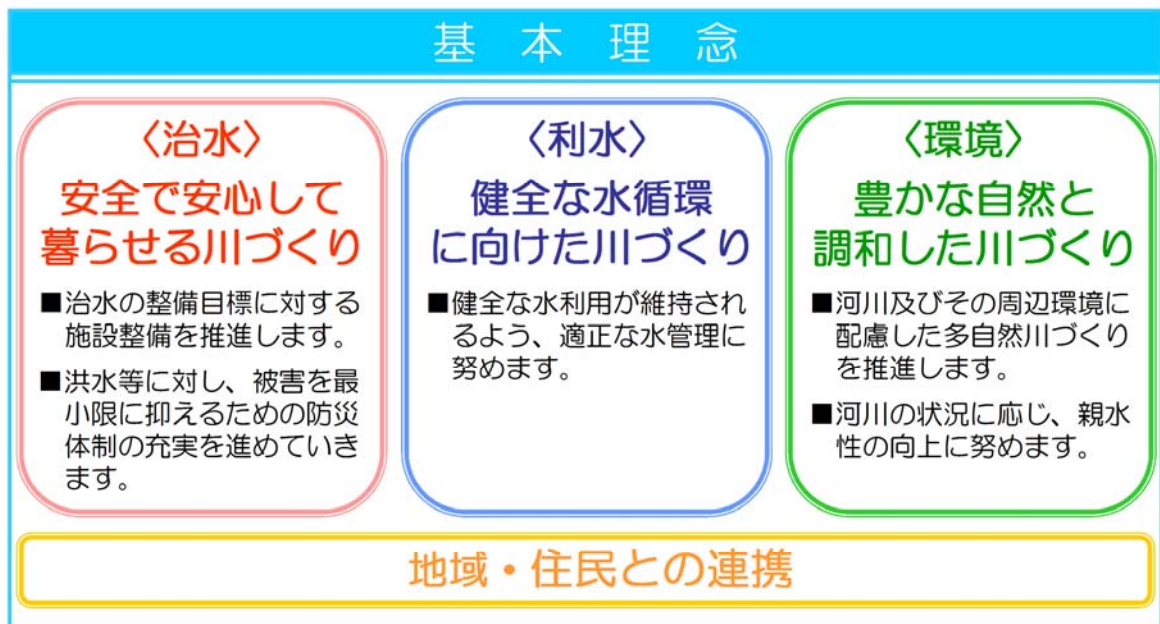 基本理念
〈治水〉
安全で安心して
暮らせる川づくり
■治水の整備目標に対する
施設整備を推進します。
■洪水等に対し、被害を最
小限に抑えるための防災
体制の充実を進めていき
ます。
〈利水〉
健全な水循環
に向けた川づくり
■健全な水利用が維持され
るよう、適正な水管理に
努めます。
〈環境〉
豊かな自然と
調和した川づくり
■河川及びその周辺環境に
配慮した多自然川づくり
を推進します。
■河川の状況に応じ、親水
性の向上に努めます。
地域・住民との連携